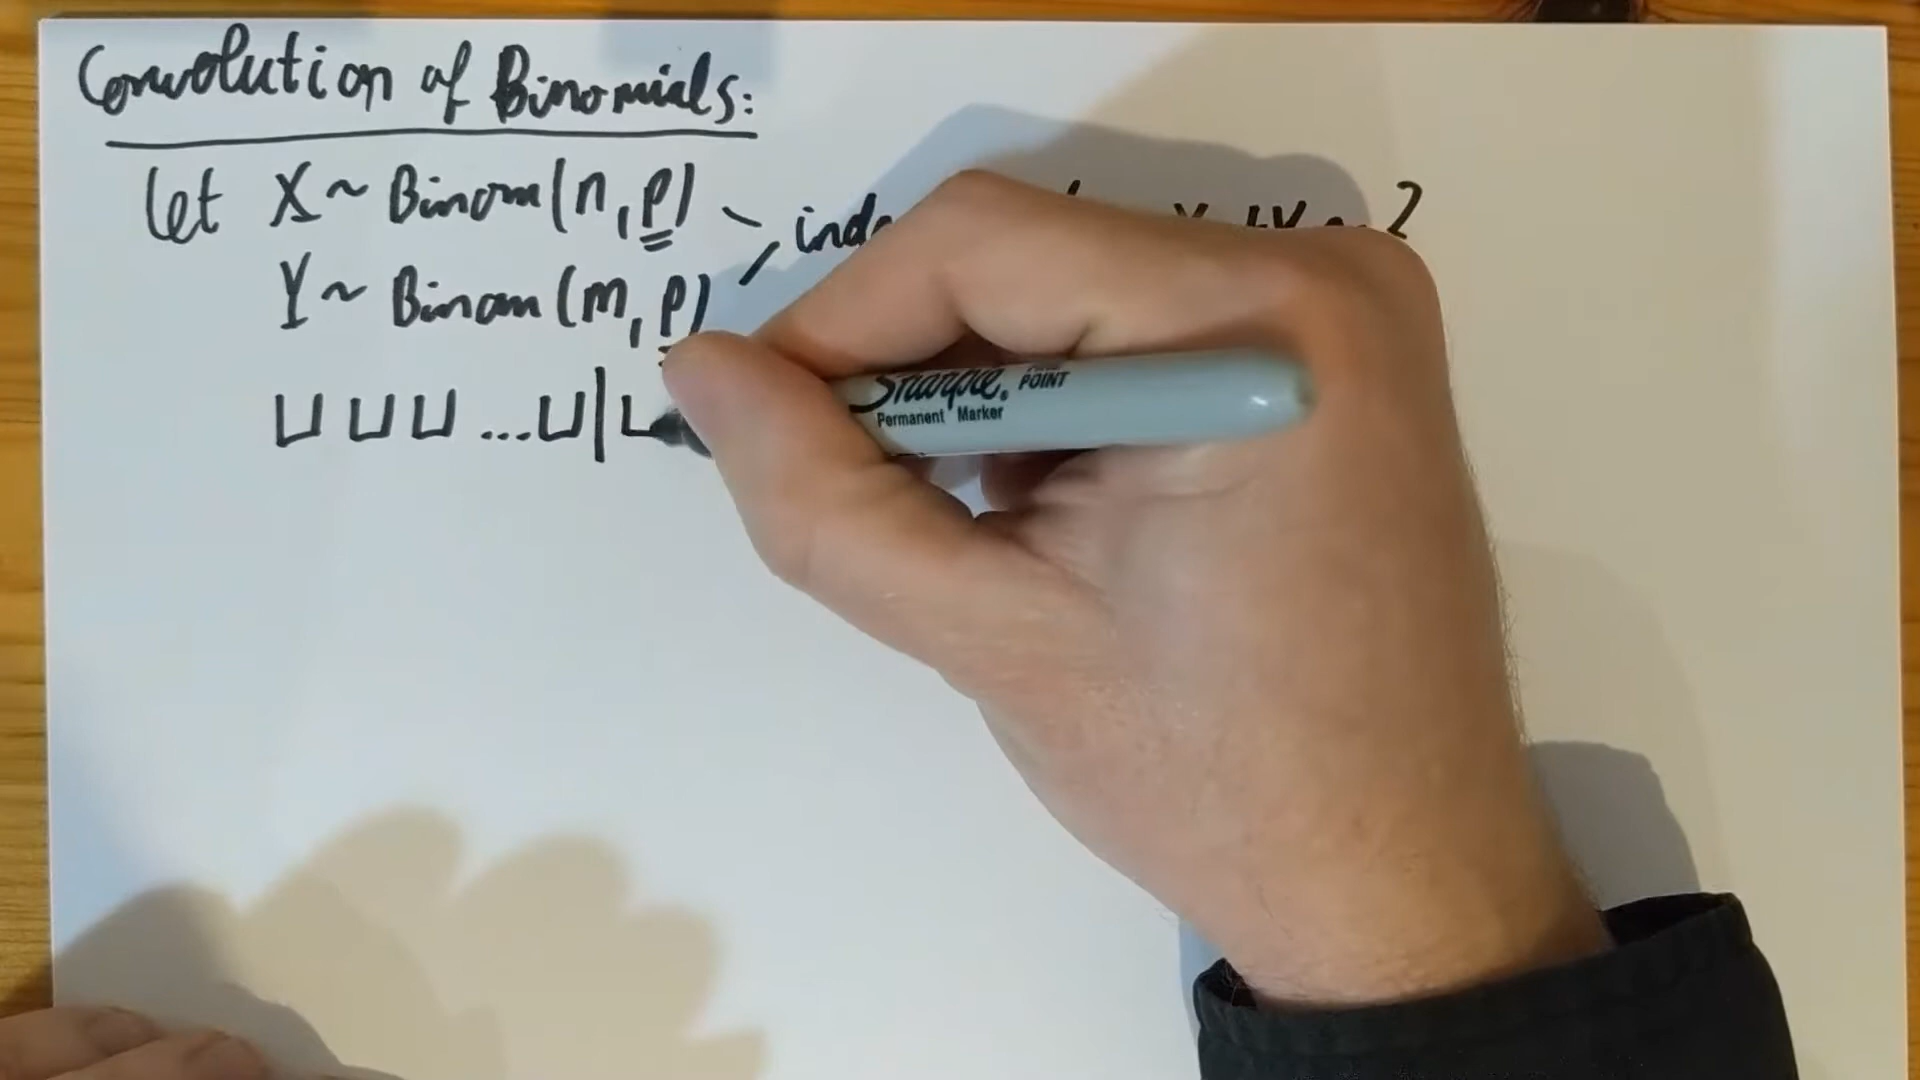 Convolution of Binomials:
let X ~ Binom(n, p)
Y ~ Binom(m, p)
Sharpie. POINT
Permanent Marker